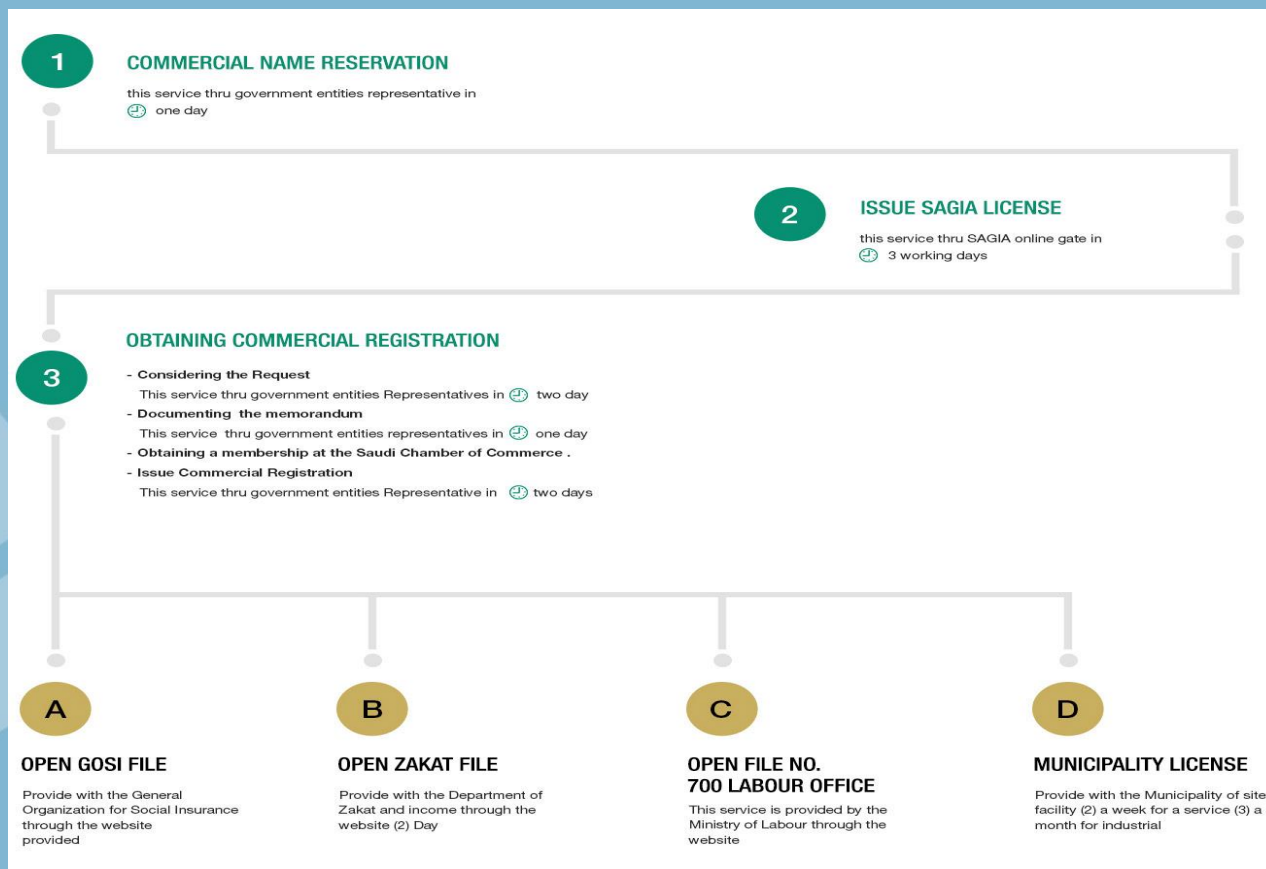 1
COMMERCIAL NAME RESERVATION
this service thru government entities representative in
one day
2
ISSUE SAGIA LICENSE
this service thru SAGIA online gate in
3 working days
3
OBTAINING COMMERCIAL REGISTRATION
- Considering the Request
This service thru government entities Representatives in two day
- Documenting the memorandum
This service thru government entities representatives in one day
- Obtaining a membership at the Saudi Chamber of Commerce .
- Issue Commercial Registration
This service thru government entities Representative in two days
A
OPEN GOSI FILE
Provide with the General
Organization for Social Insurance
through the website
provided
B
OPEN ZAKAT FILE
Provide with the Department of
Zakat and income through the
website (2) Day
C
OPEN FILE NO.
700 LABOUR OFFICE
This service is provided by the
Ministry of Labour through the
website
D
MUNICIPALITY LICENSE
Provide with the Municipality of site
facility (2) a week for a service (3) a
month for industrial